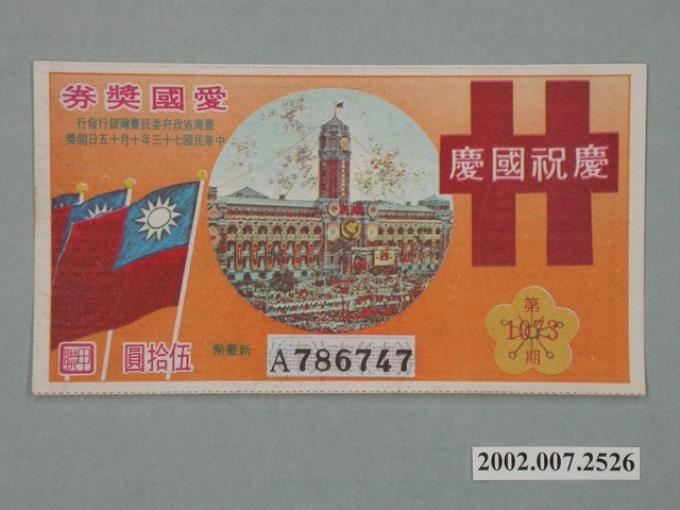 券獎國愛
行發行銀灣臺託委府政省灣臺
獎開日五十月十年三十七國民華中
慶國祝慶
第
1073
期
圓拾伍
幣臺新
A786747
聯甲
2002.007.2526